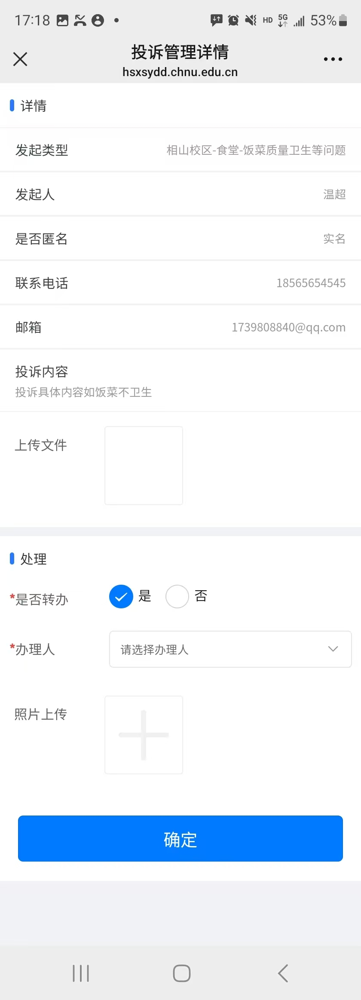 17:18 HD 5G 53%
投诉管理详情
hsxsydd.chnu.edu.cn
详情
发起类型 相山校区-食堂-饭菜质量卫生等问题
发起人 温超
是否匿名 实名
联系电话 18565654545
邮箱 1739808840@qq.com
投诉内容
投诉具体内容如饭菜不卫生
上传文件
处理
*是否转办 是 否
*办理人 请选择办理人
照片上传
确定